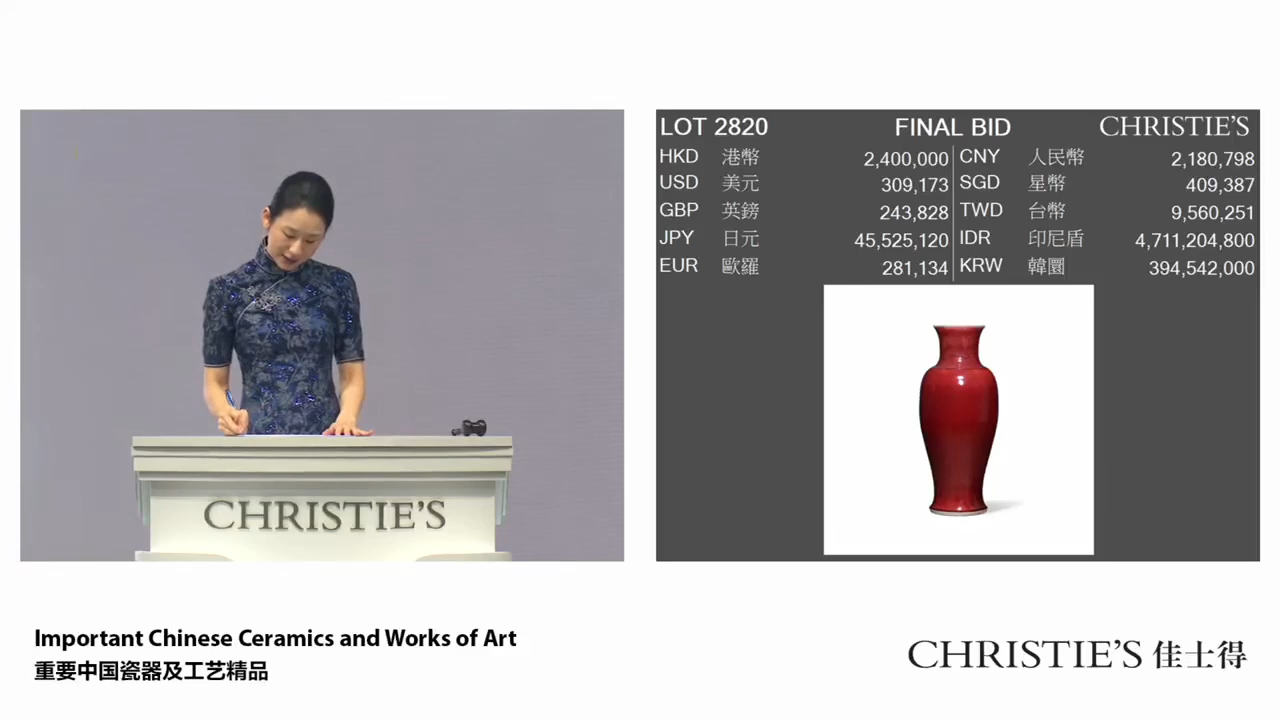 CHRISTIE'S
LOT 2820 FINAL BID CHRISTIE'S
HKD 港幣 2,400,000 CNY 人民幣 2,180,798
USD 美元 309,173 SGD 星幣 409,387
GBP 英鎊 243,828 TWD 台幣 9,560,251
JPY 日元 45,525,120 IDR 印尼盾 4,711,204,800
EUR 歐羅 281,134 KRW 韓圜 394,542,000
Important Chinese Ceramics and Works of Art
重要中国瓷器及工艺精品
CHRISTIE'S 佳士得